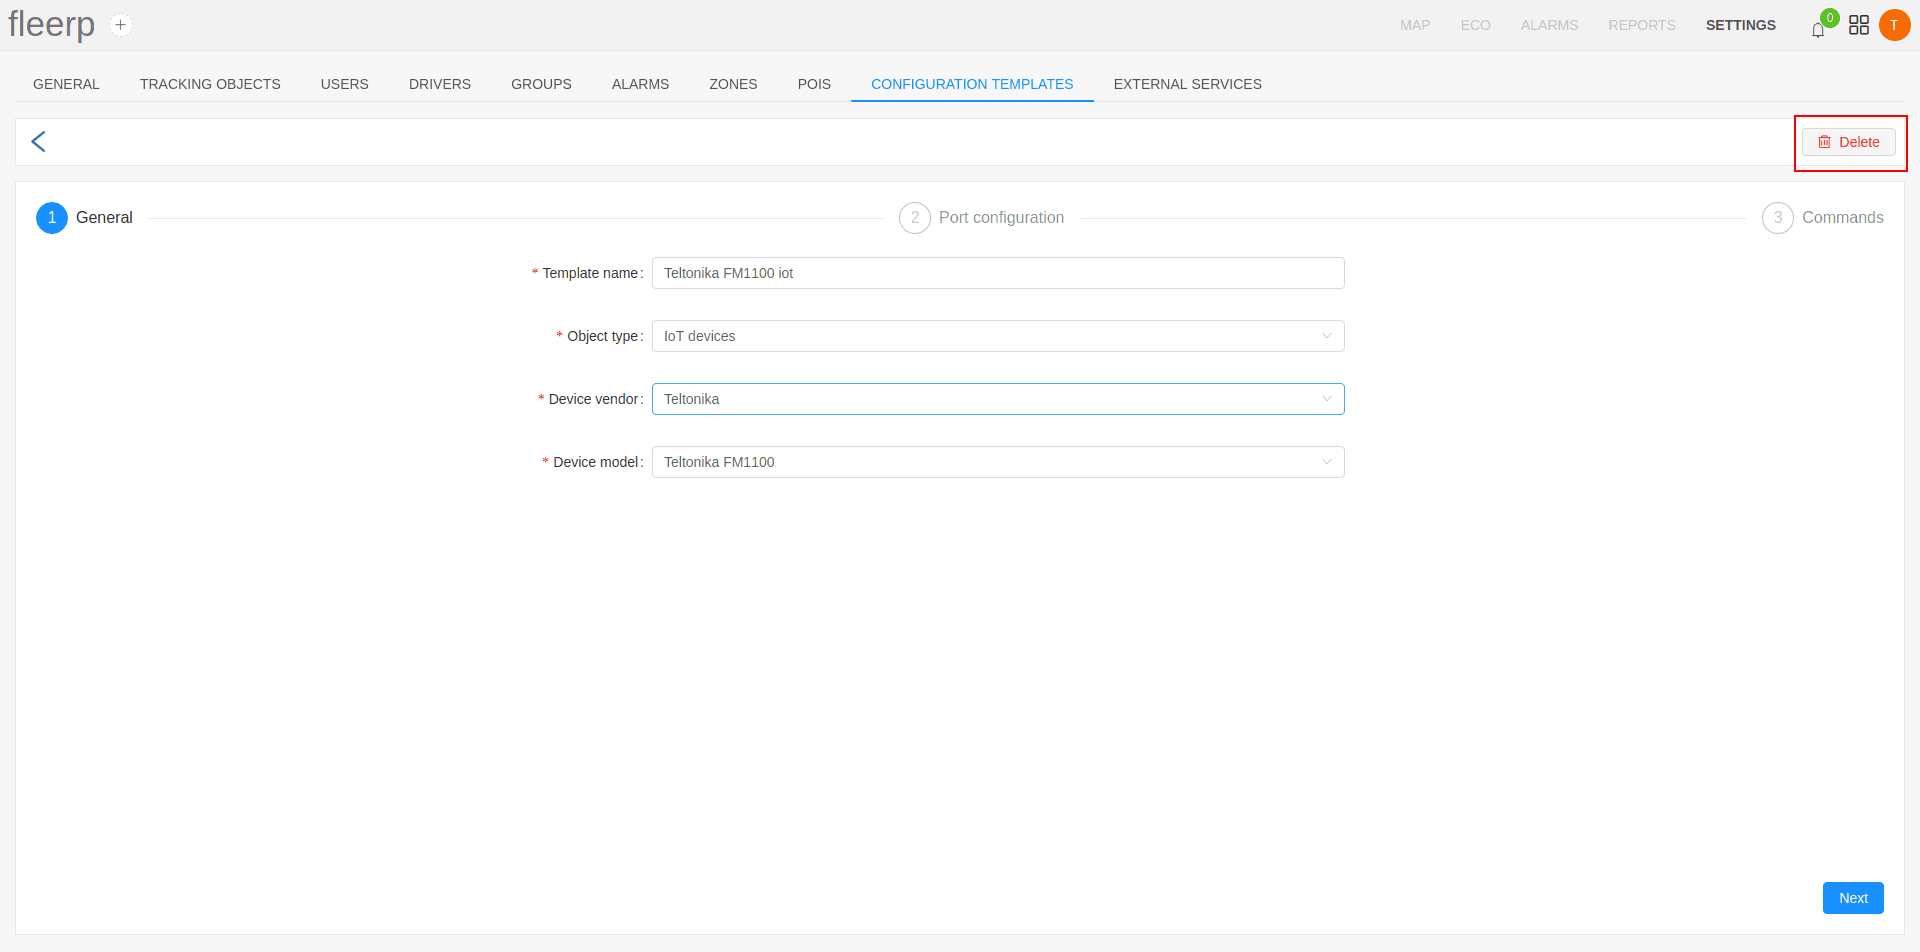 fleerp
MAP ECO ALARMS REPORTS SETTINGS 0 T
GENERAL TRACKING OBJECTS USERS DRIVERS GROUPS ALARMS ZONES POIS CONFIGURATION TEMPLATES EXTERNAL SERVICES
Delete
1 General 2 Port configuration 3 Commands
* Template name: Teltonika FM1100 iot
* Object type: IoT devices
* Device vendor: Teltonika
* Device model: Teltonika FM1100
Next